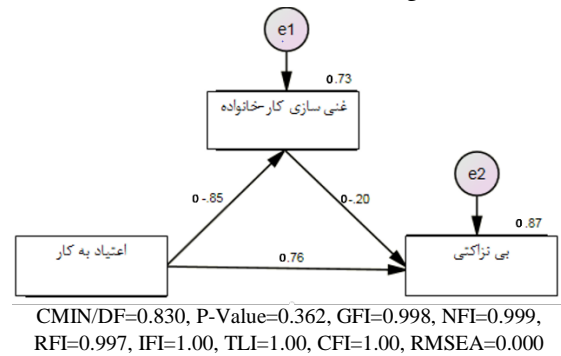 e1
0.73
غنی سازی کار-خانواده
e2
0-.85
0-.20
0.87
اعتیاد به کار
0.76
بی نزاکتی
CMIN/DF=0.830, P-Value=0.362, GFI=0.998, NFI=0.999,
RFI=0.997, IFI=1.00, TLI=1.00, CFI=1.00, RMSEA=0.000